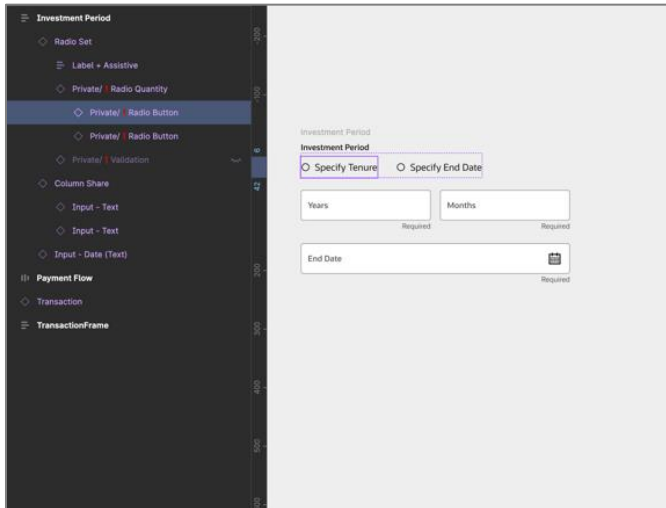 Investment Period
Radio Set
Label + Assistive
Private/ ! Radio Quantity
Private/ ! Radio Button
Private/ ! Radio Button
Private/ ! Validation
Column Share
Input - Text
Input - Text
Input - Date (Text)
Payment Flow
Transaction
TransactionFrame
-200
-100
6
42
200
300
400
500
Investment Period
Investment Period
Specify Tenure
Specify End Date
Years
Months
Required
Required
End Date
Required